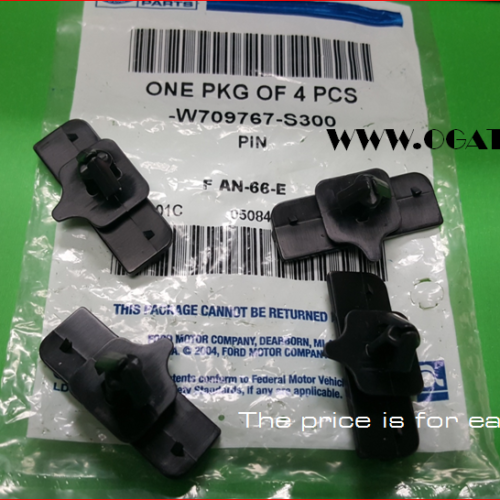 PARTS
ONE PKG OF 4 PCS
-W709767-S300
PIN
WWW.OGAT
AN-66-E
01C 05084
THIS PACKAGE CANNOT BE RETURNED
FORD MOTOR COMPANY, DEARBORN, MI
© 2004, FORD MOTOR COMPANY
conform to Federal Motor Vehic
Standards, if any are applicable.
The price is for ea